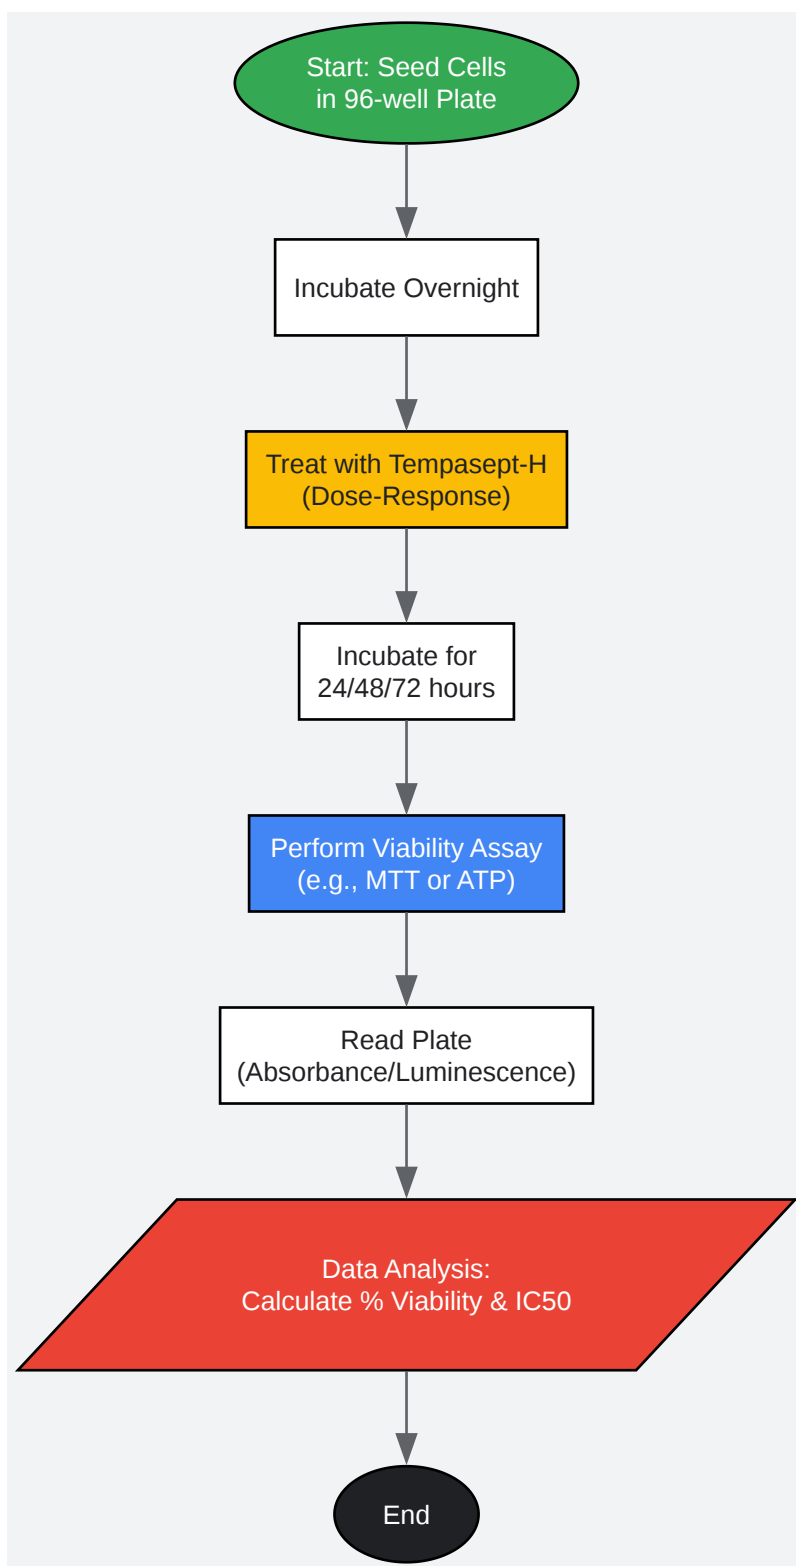 Start: Seed Cells
in 96-well Plate
Incubate Overnight
Treat with Tempasept-H
(Dose-Response)
Incubate for
24/48/72 hours
Perform Viability Assay
(e.g., MTT or ATP)
Read Plate
(Absorbance/Luminescence)
Data Analysis:
Calculate % Viability & IC50
End